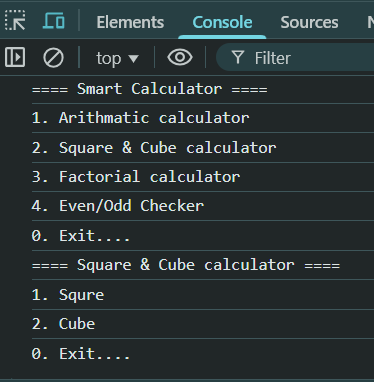 Elements Console Sources
top ▼ Filter
==== Smart Calculator ====
1. Arithmatic calculator
2. Square & Cube calculator
3. Factorial calculator
4. Even/Odd Checker
0. Exit....
==== Square & Cube calculator ====
1. Squre
2. Cube
0. Exit....